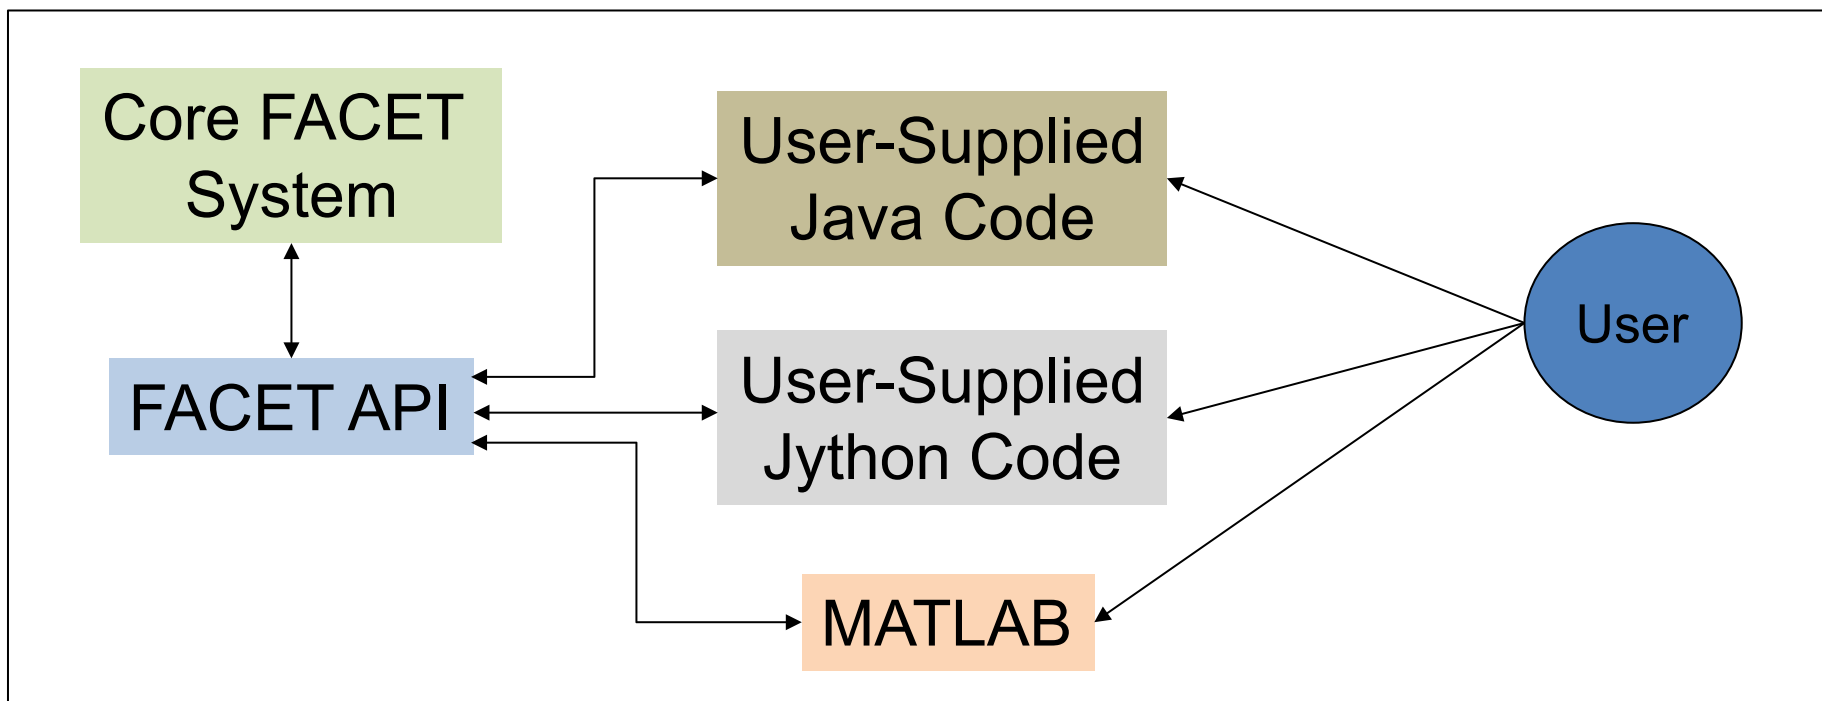 Core FACET
System
User-Supplied
Java Code
User
FACET API
User-Supplied
Jython Code
MATLAB